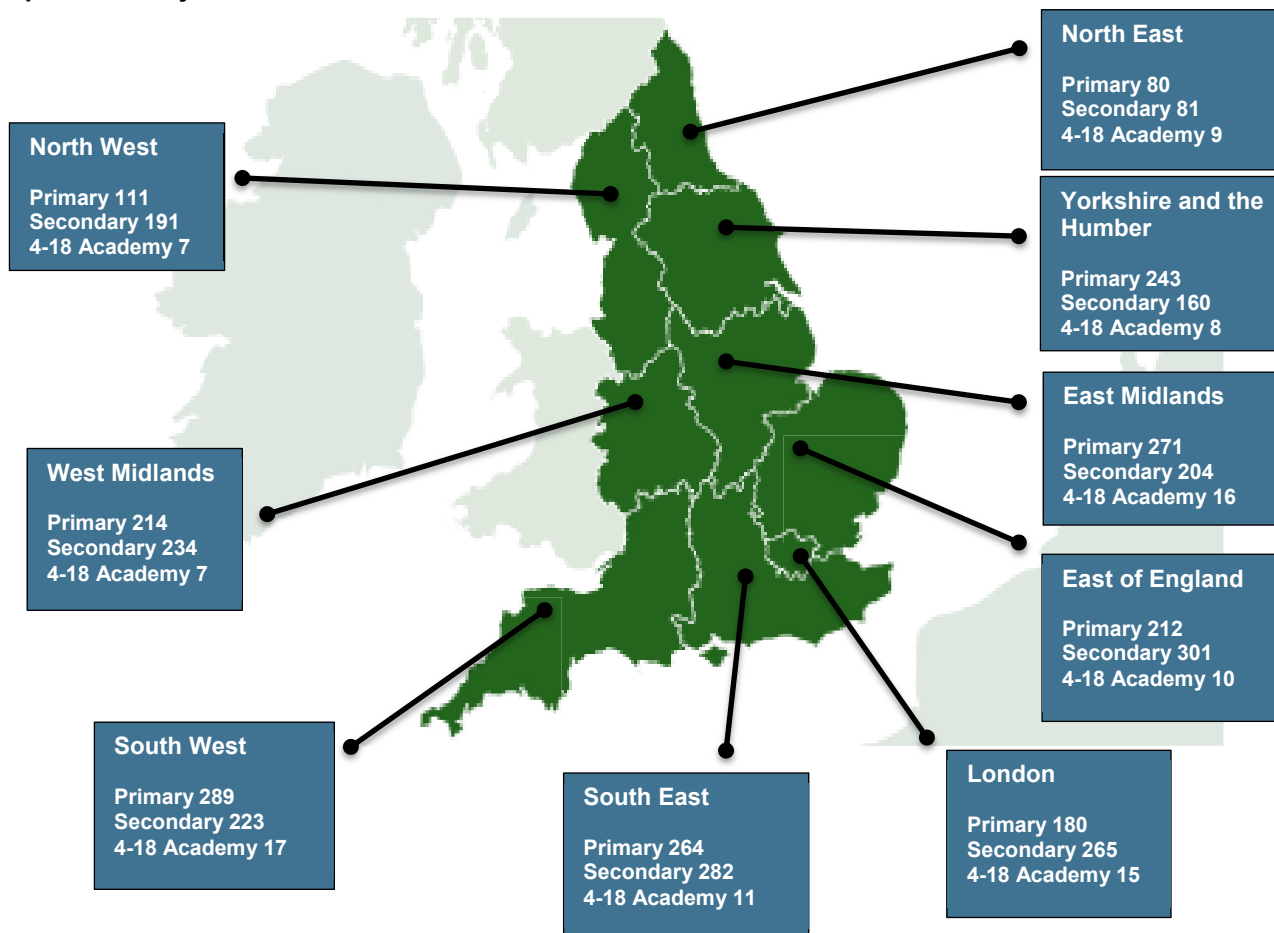 North East
Primary 80
Secondary 81
4-18 Academy 9
North West
Primary 111
Secondary 191
4-18 Academy 7
Yorkshire and the
Humber
Primary 243
Secondary 160
4-18 Academy 8
East Midlands
Primary 271
Secondary 204
4-18 Academy 16
West Midlands
Primary 214
Secondary 234
4-18 Academy 7
East of England
Primary 212
Secondary 301
4-18 Academy 10
South West
Primary 289
Secondary 223
4-18 Academy 17
South East
Primary 264
Secondary 282
4-18 Academy 11
London
Primary 180
Secondary 265
4-18 Academy 15